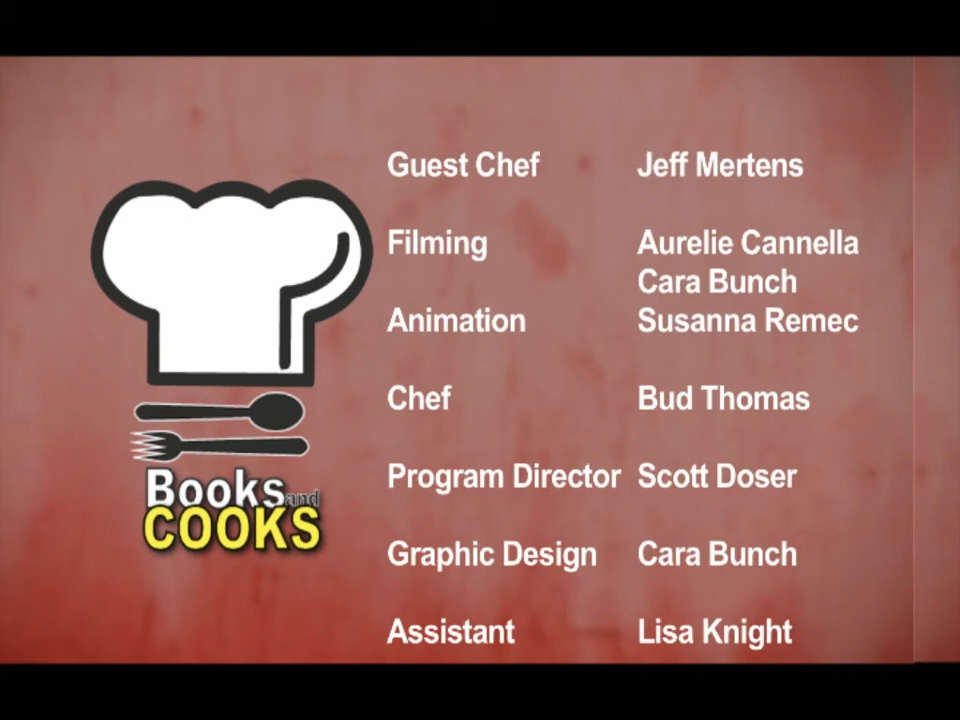 Guest Chef Jeff Mertens
Filming Aurelie Cannella
Cara Bunch
Animation Susanna Remec
Chef Bud Thomas
Program Director Scott Doser
Graphic Design Cara Bunch
Assistant Lisa Knight
Books and
COOKS